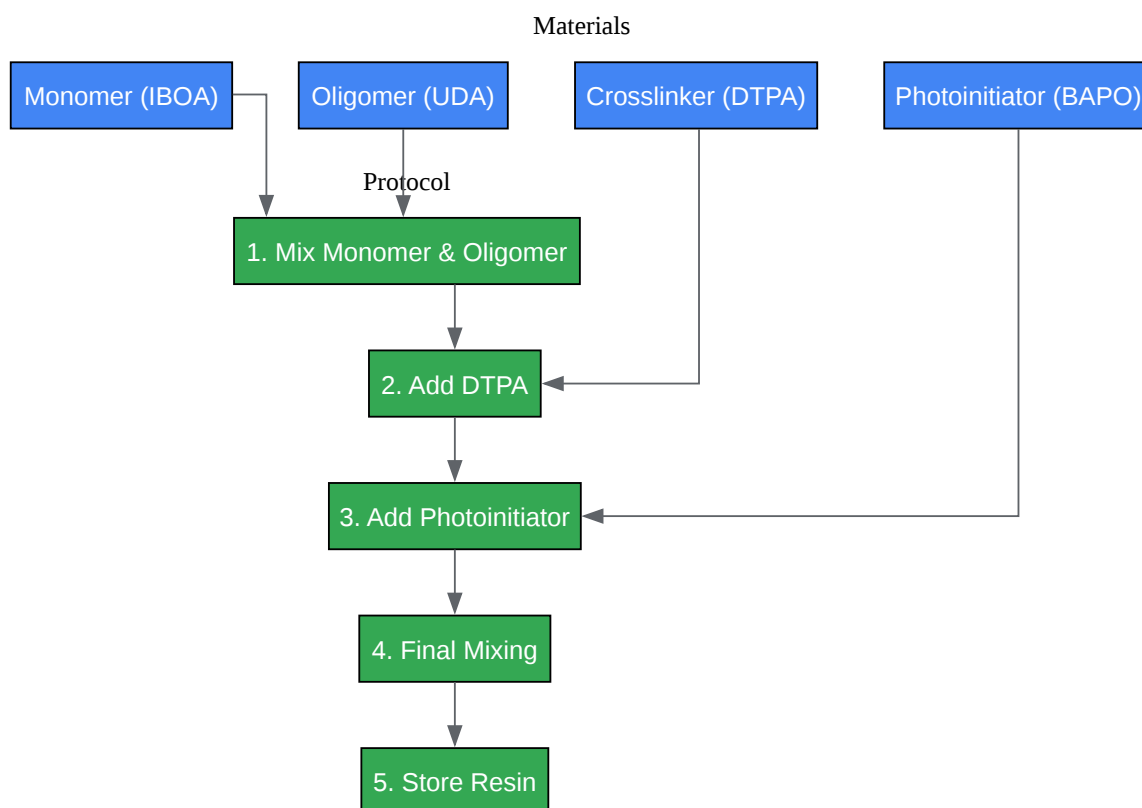 Materials
Monomer (IBOA)
Oligomer (UDA)
Crosslinker (DTPA)
Photoinitiator (BAPO)
Protocol
1. Mix Monomer & Oligomer
2. Add DTPA
3. Add Photoinitiator
4. Final Mixing
5. Store Resin